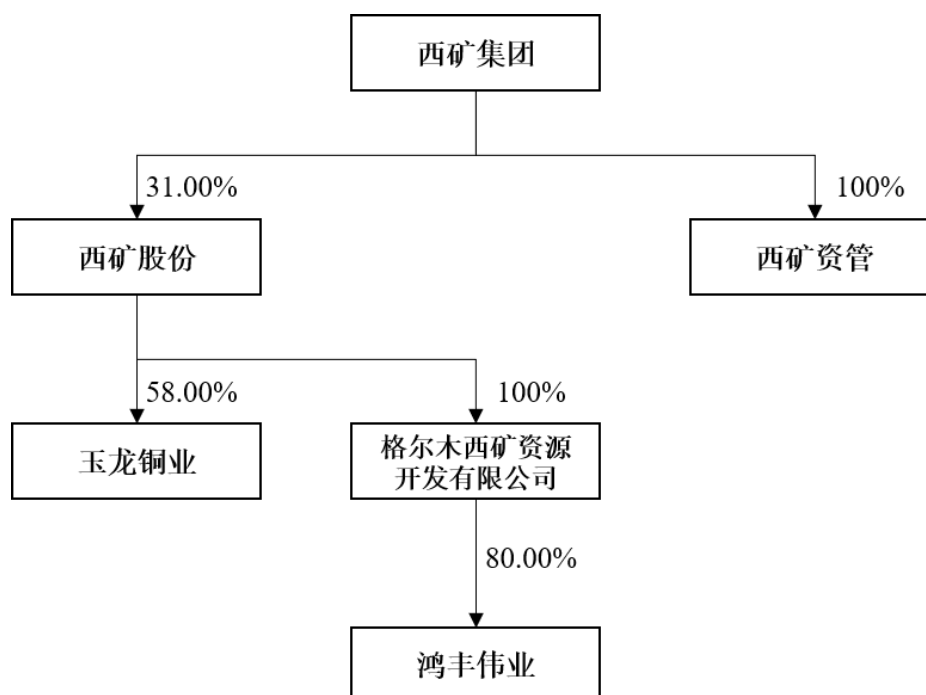 西矿集团
31.00%
100%
西矿股份
西矿资管
58.00%
100%
玉龙铜业
格尔木西矿资源
开发有限公司
80.00%
鸿丰伟业